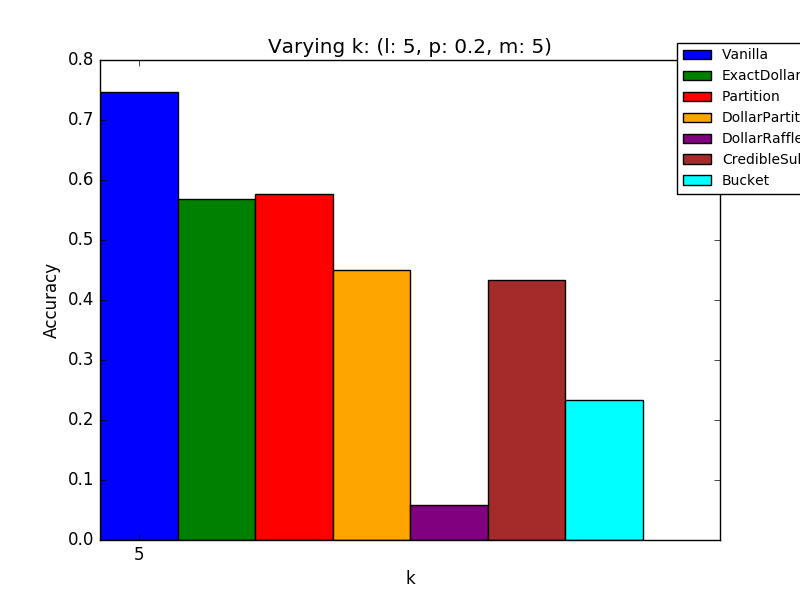 Varying k: (l: 5, p: 0.2, m: 5)
Vanilla
ExactDollar
Partition
DollarPartit
DollarRaffle
CredibleSul
Bucket
0.8
0.7
0.6
0.5
0.4
0.3
0.2
0.1
0.0
Accuracy
5
k